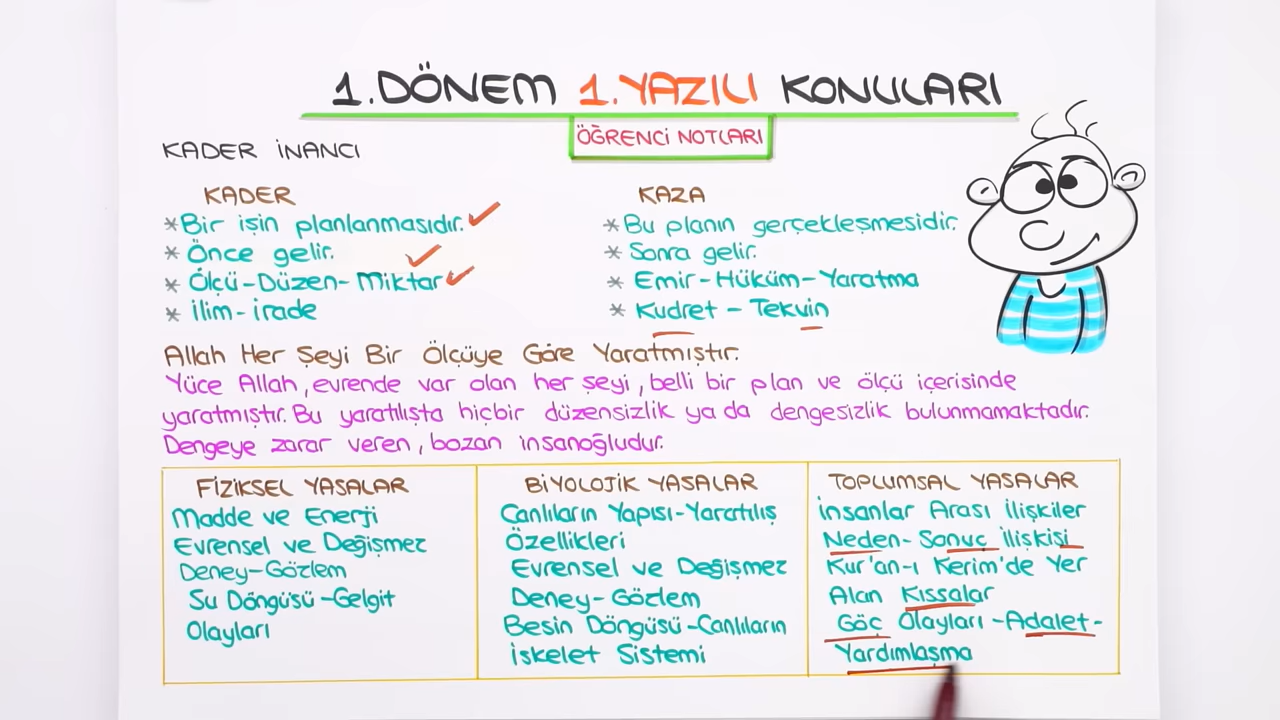 1. DÖNEM 1. YAZILI KONULARI
ÖĞRENCİ NOTLARI
KADER İNANCI
KADER
* Bir işin planlanmasıdır.
* Önce gelir.
* Ölçü-Düzen-Miktar
* İlim-irade
KAZA
* Bu planın gerçekleşmesidir.
* Sonra gelir.
* Emir-Hüküm-Yaratma
* Kudret - Tekvin
Allah Her Şeyi Bir Ölçüye Göre Yaratmıştır.
Yüce Allah, evrende var olan her şeyi, belli bir plan ve ölçü içerisinde
yaratmıştır. Bu yaratılışta hiçbir düzensizlik ya da dengesizlik bulunmamaktadır.
Dengeye zarar veren, bozan insanoğludur.
FİZİKSEL YASALAR
Madde ve Enerji
Evrensel ve Değişmez
Deney-Gözlem
Su Döngüsü-Gelgit
Olayları
BİYOLOJİK YASALAR
Canlıların Yapısı-Yaratılış
Özellikleri
Evrensel ve Değişmez
Deney-Gözlem
Besin Döngüsü-Canlıların
İskelet Sistemi
TOPLUMSAL YASALAR
İnsanlar Arası İlişkiler
Neden-Sonuç İlişkisi
Kur'an-ı Kerim'de Yer
Alan Kıssalar
Göç Olayları-Adalet-
Yardımlaşma